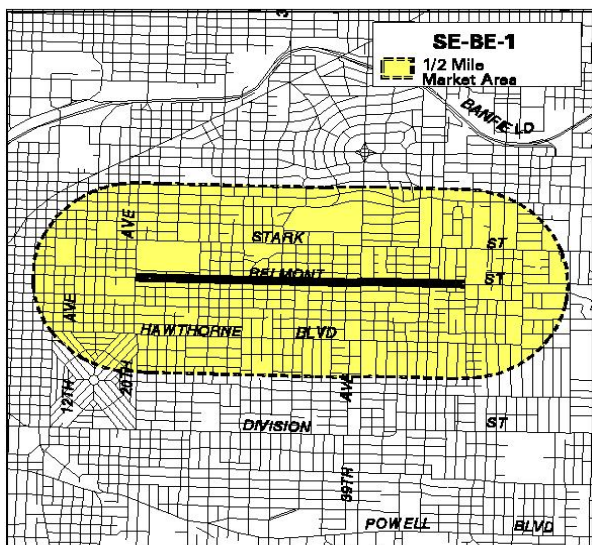 SE-BE-1
1/2 Mile
Market Area
BANFIELD
AVE
STARK
ST
BELMONT
ST
AVE
HAWTHORNE
BLVD
12TH
20TH
AVE
DIVISION
ST
39TH
POWELL
BLVD